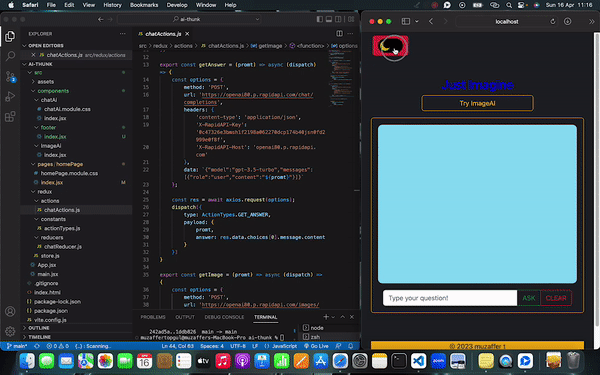 Safari File Edit View History Bookmarks Develop Window Help
Sun 16 Apr 11:16
ai-thunk
EXPLORER
OPEN EDITORS
chatActions.js src/redux/actions
AI-THUNK
src
assets
components
chatAi
chatAi.module.css
index.jsx
footer
index.jsx U
imageAi
index.jsx
pages/homePage
homePage.module.css
index.jsx M
redux
actions
chatActions.js
constants
actionTypes.js
reducers
chatReducer.js
store.js
App.jsx
main.jsx
.gitignore
index.html
package-lock.json
package.json
vite.config.js
OUTLINE
TIMELINE
chatActions.js
src > redux > actions > chatActions.js > getImage > <function> > options
export const getAnswer = (promt) => async (dispatch)
=> {
const options = {
method: 'POST',
url: 'https://openai80.p.rapidapi.com/chat/
completions',
headers: {
'content-type': 'application/json',
'X-RapidAPI-Key':
'X-RapidAPI-Host': 'openai80.p.rapidapi.
com'
},
data: `{"model":"gpt-3.5-turbo","messages":
[{"role":"user","content":"${promt}"}]}`
};
const res = await axios.request(options);
dispatch({
type: ActionTypes.GET_ANSWER,
payload: {
promt,
answer: res.data.choices[0].message.content
}
})
}
export const getImage = (promt) => async (dispatch) =>
{
const options = {
method: 'POST',
url: 'https://openai80.p.rapidapi.com/images/
PROBLEMS OUTPUT DEBUG CONSOLE TERMINAL
main -> main
muzaffertopgul@muzaffers-MacBook-Pro ai-thunk %
node
zsh
main* 0 0 Scanning.. Ln 44, Col 63 Spaces: 4 UTF-8 LF JavaScript Go Live
localhost
Just Imagine
Try ImageAI
Type your question!
ASK
CLEAR
© 2023 muzaffer t